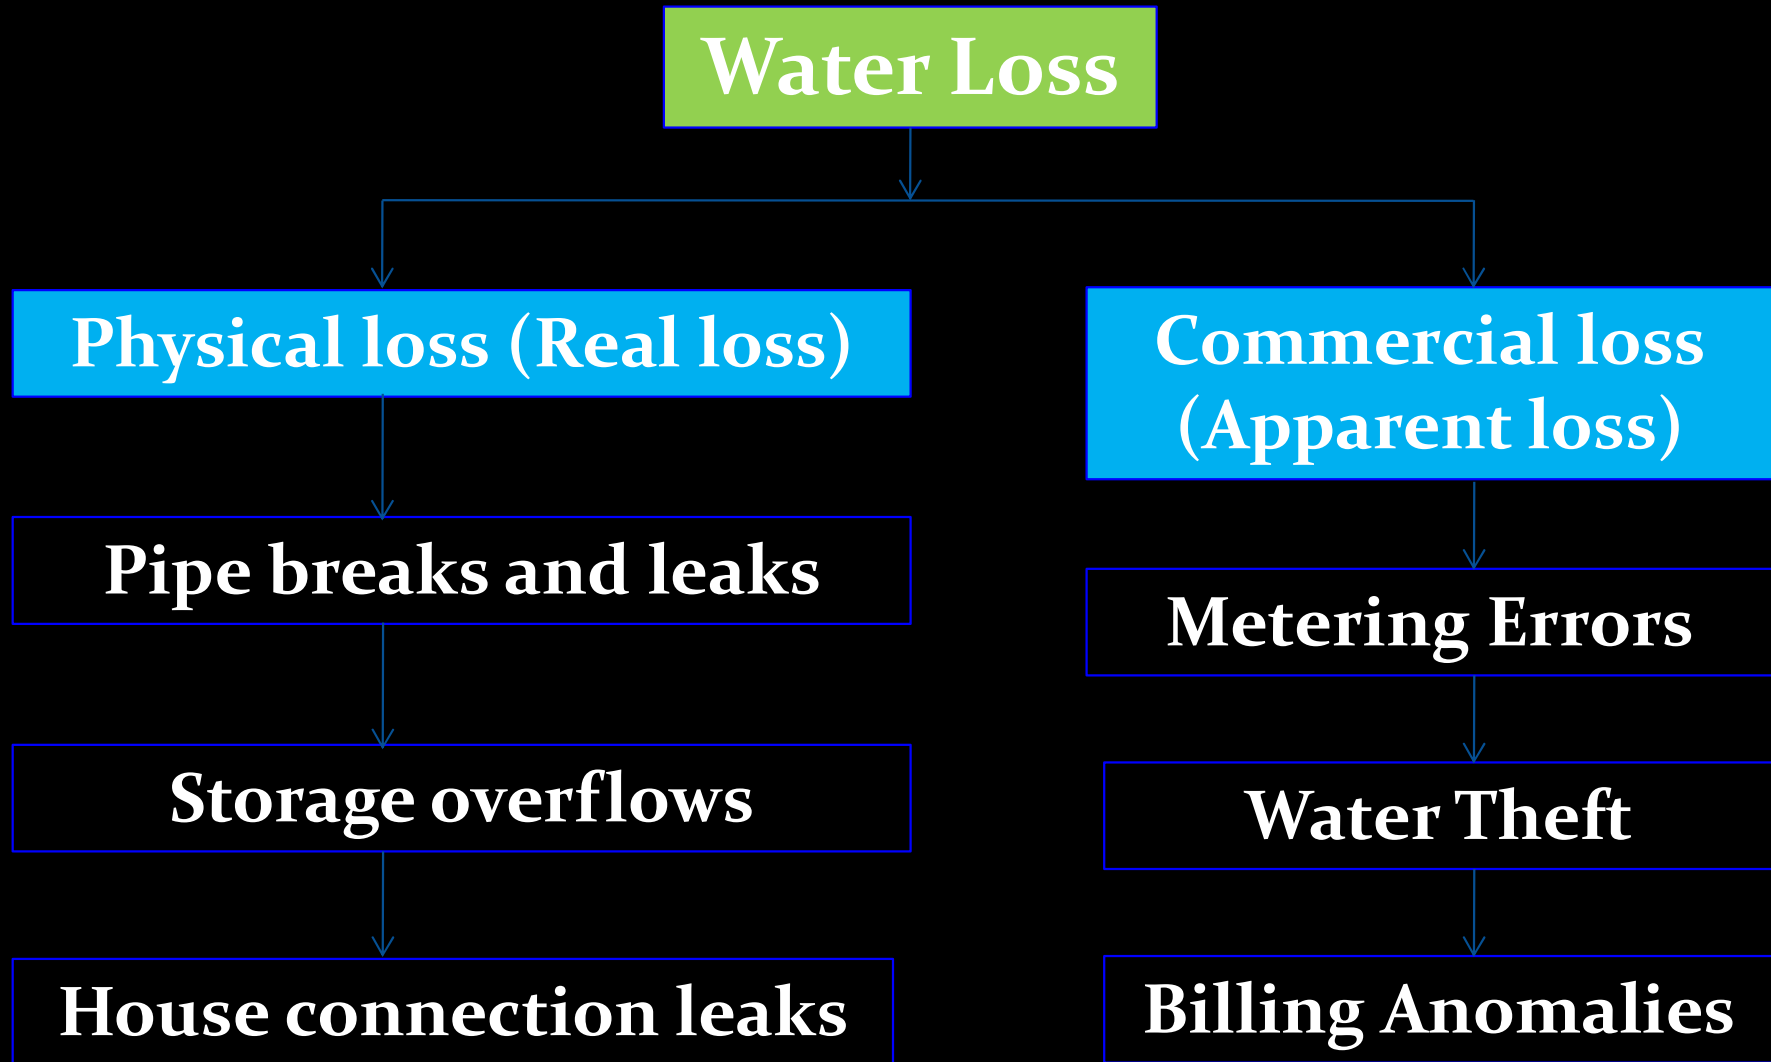 Water Loss
Physical loss (Real loss)
Commercial loss
(Apparent loss)
Pipe breaks and leaks
Metering Errors
Storage overflows
Water Theft
House connection leaks
Billing Anomalies